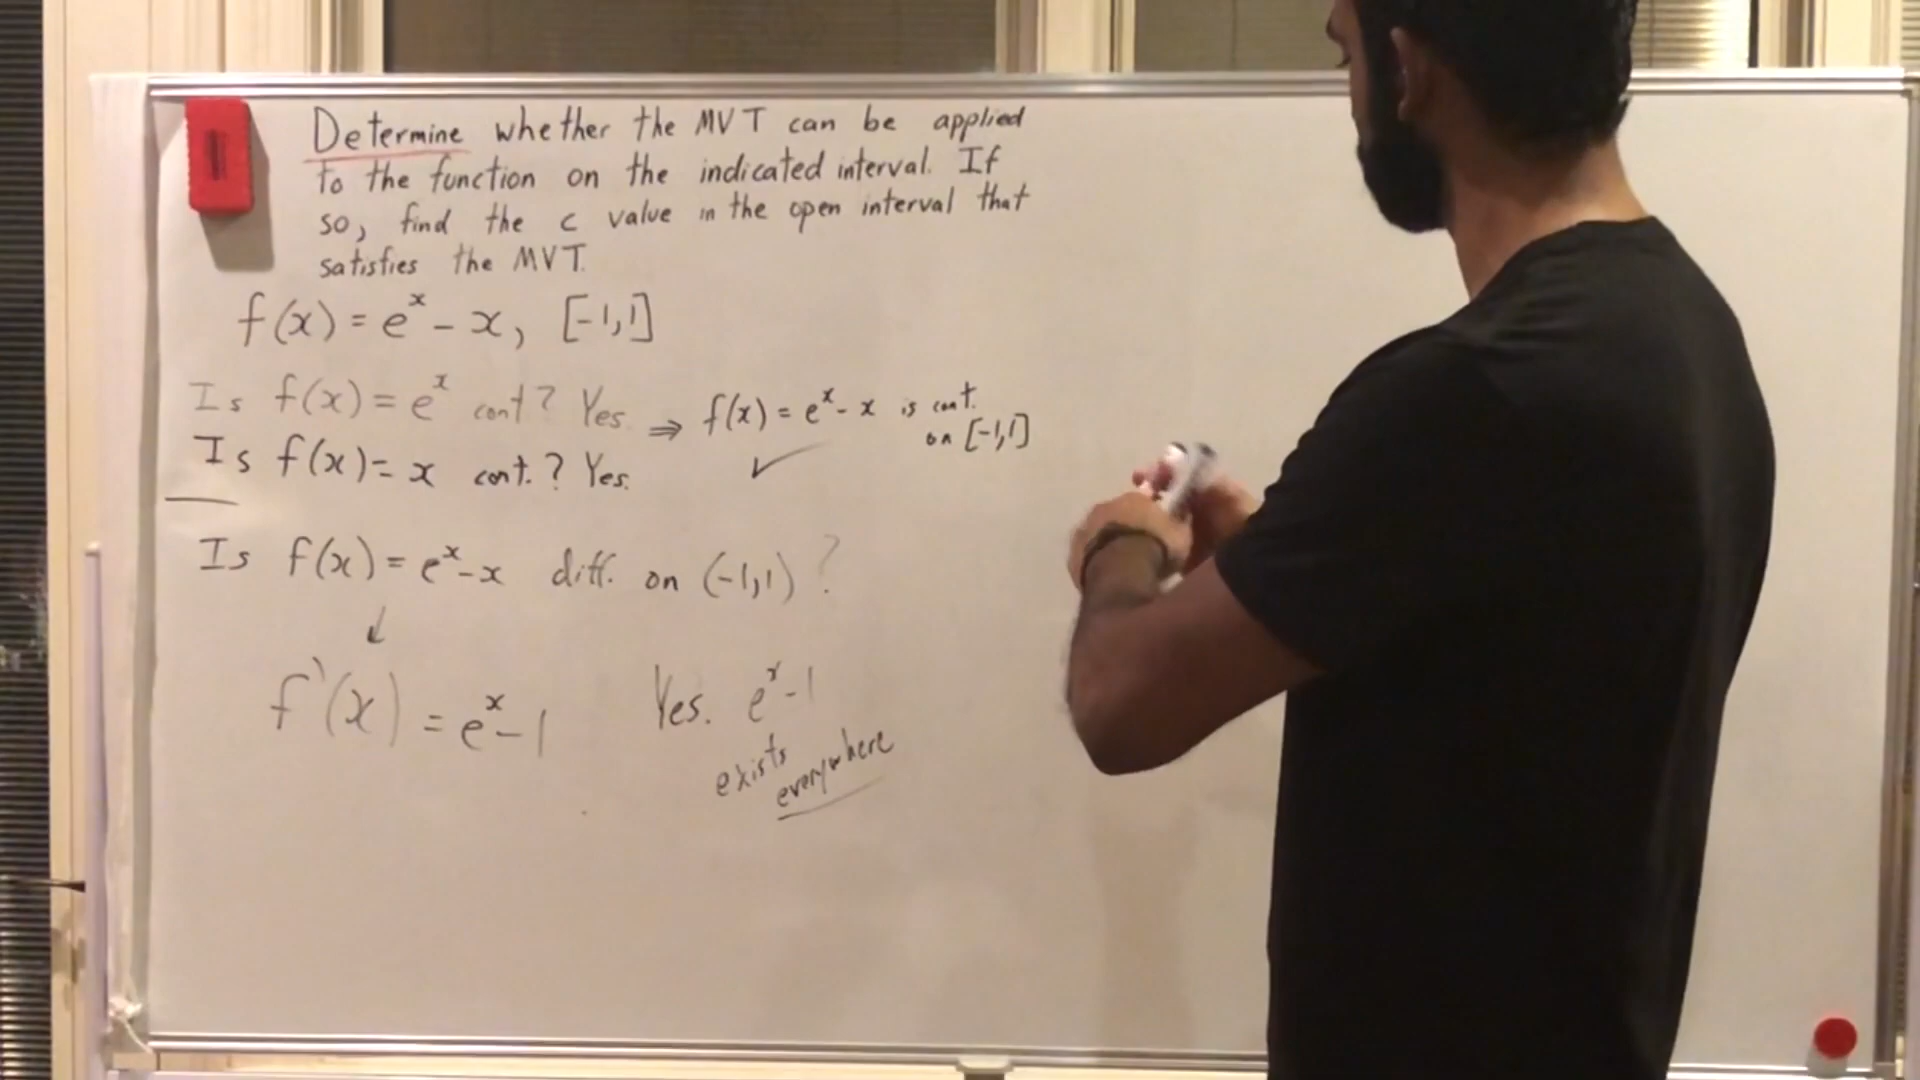 Determine whether the MVT can be applied
to the function on the indicated interval. If
so, find the c value in the open interval that
satisfies the MVT.
f(x) = e^x - x, [-1,1]
Is f(x) = e^x cont? Yes. ⇒ f(x) = e^x - x is cont.
on [-1,1]
Is f(x) = x cont.? Yes. ✓
Is f(x) = e^x - x diff. on (-1,1)?
↓
f'(x) = e^x - 1 Yes. e^x - 1
exists
everywhere